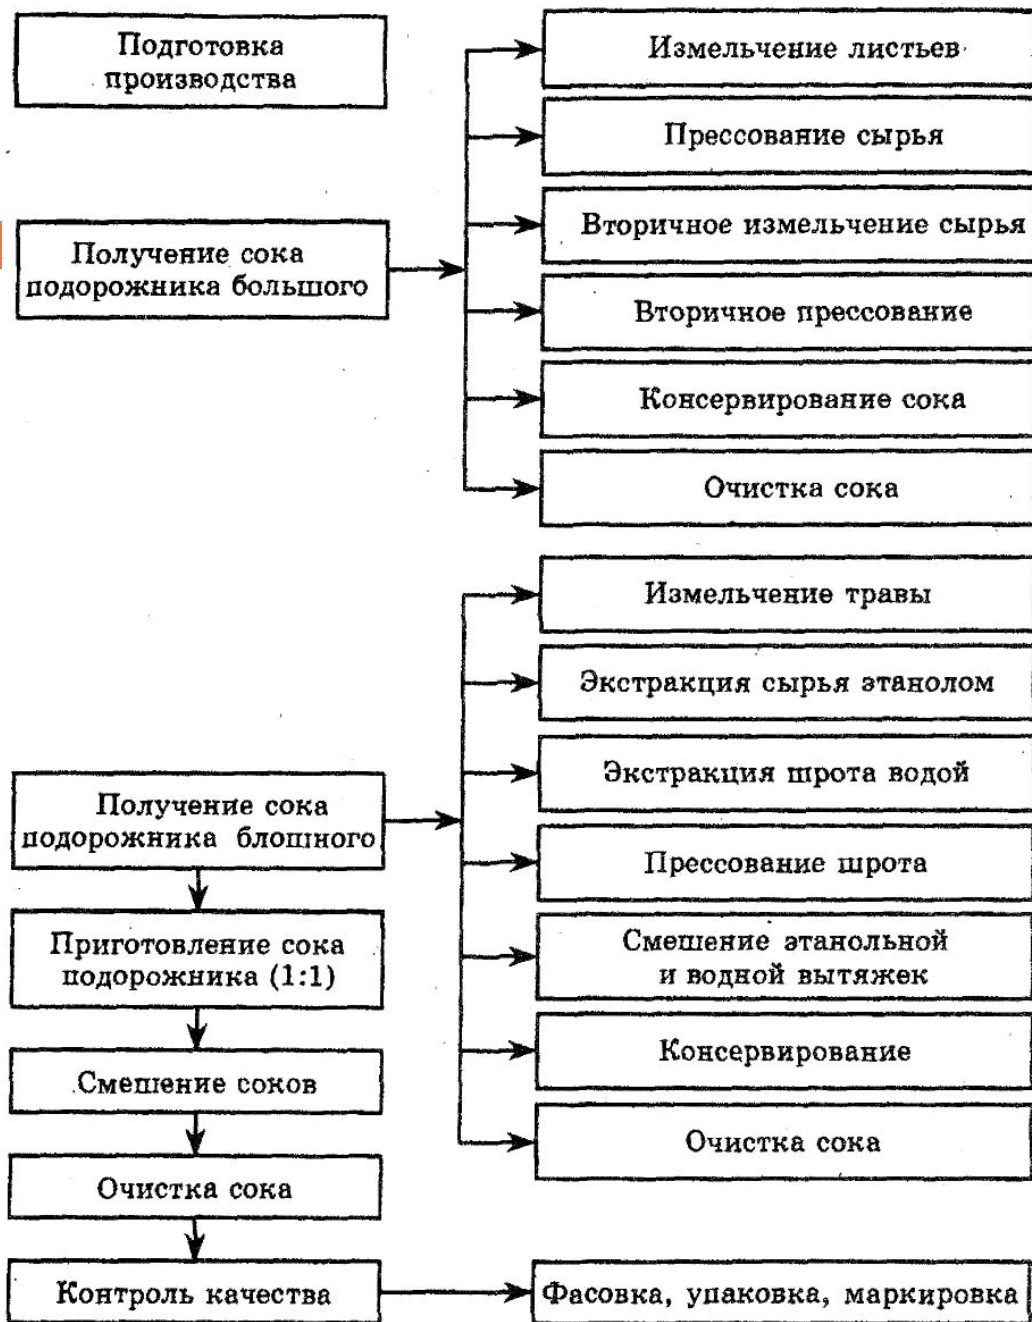 Подготовка
производства
Получение сока
подорожника большого
Измельчение листьев
Прессование сырья
Вторичное измельчение сырья
Вторичное прессование
Консервирование сока
Очистка сока
Получение сока
подорожника блошного
Измельчение травы
Экстракция сырья этанолом
Экстракция шрота водой
Прессование шрота
Смешение этанольной
и водной вытяжек
Консервирование
Очистка сока
Приготовление сока
подорожника (1:1)
Смешение соков
Очистка сока
Контроль качества
Фасовка, упаковка, маркировка